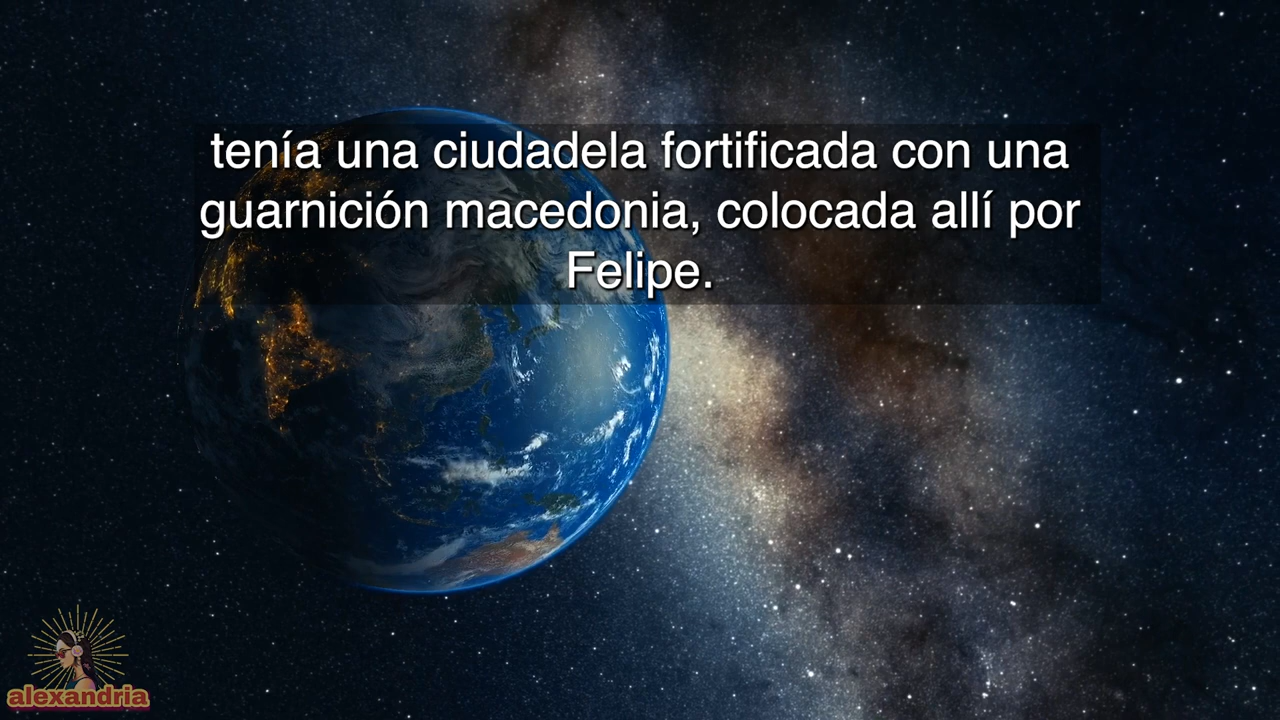 tenía una ciudadela fortificada con una
guarnición macedonia, colocada allí por
Felipe.
alexandria